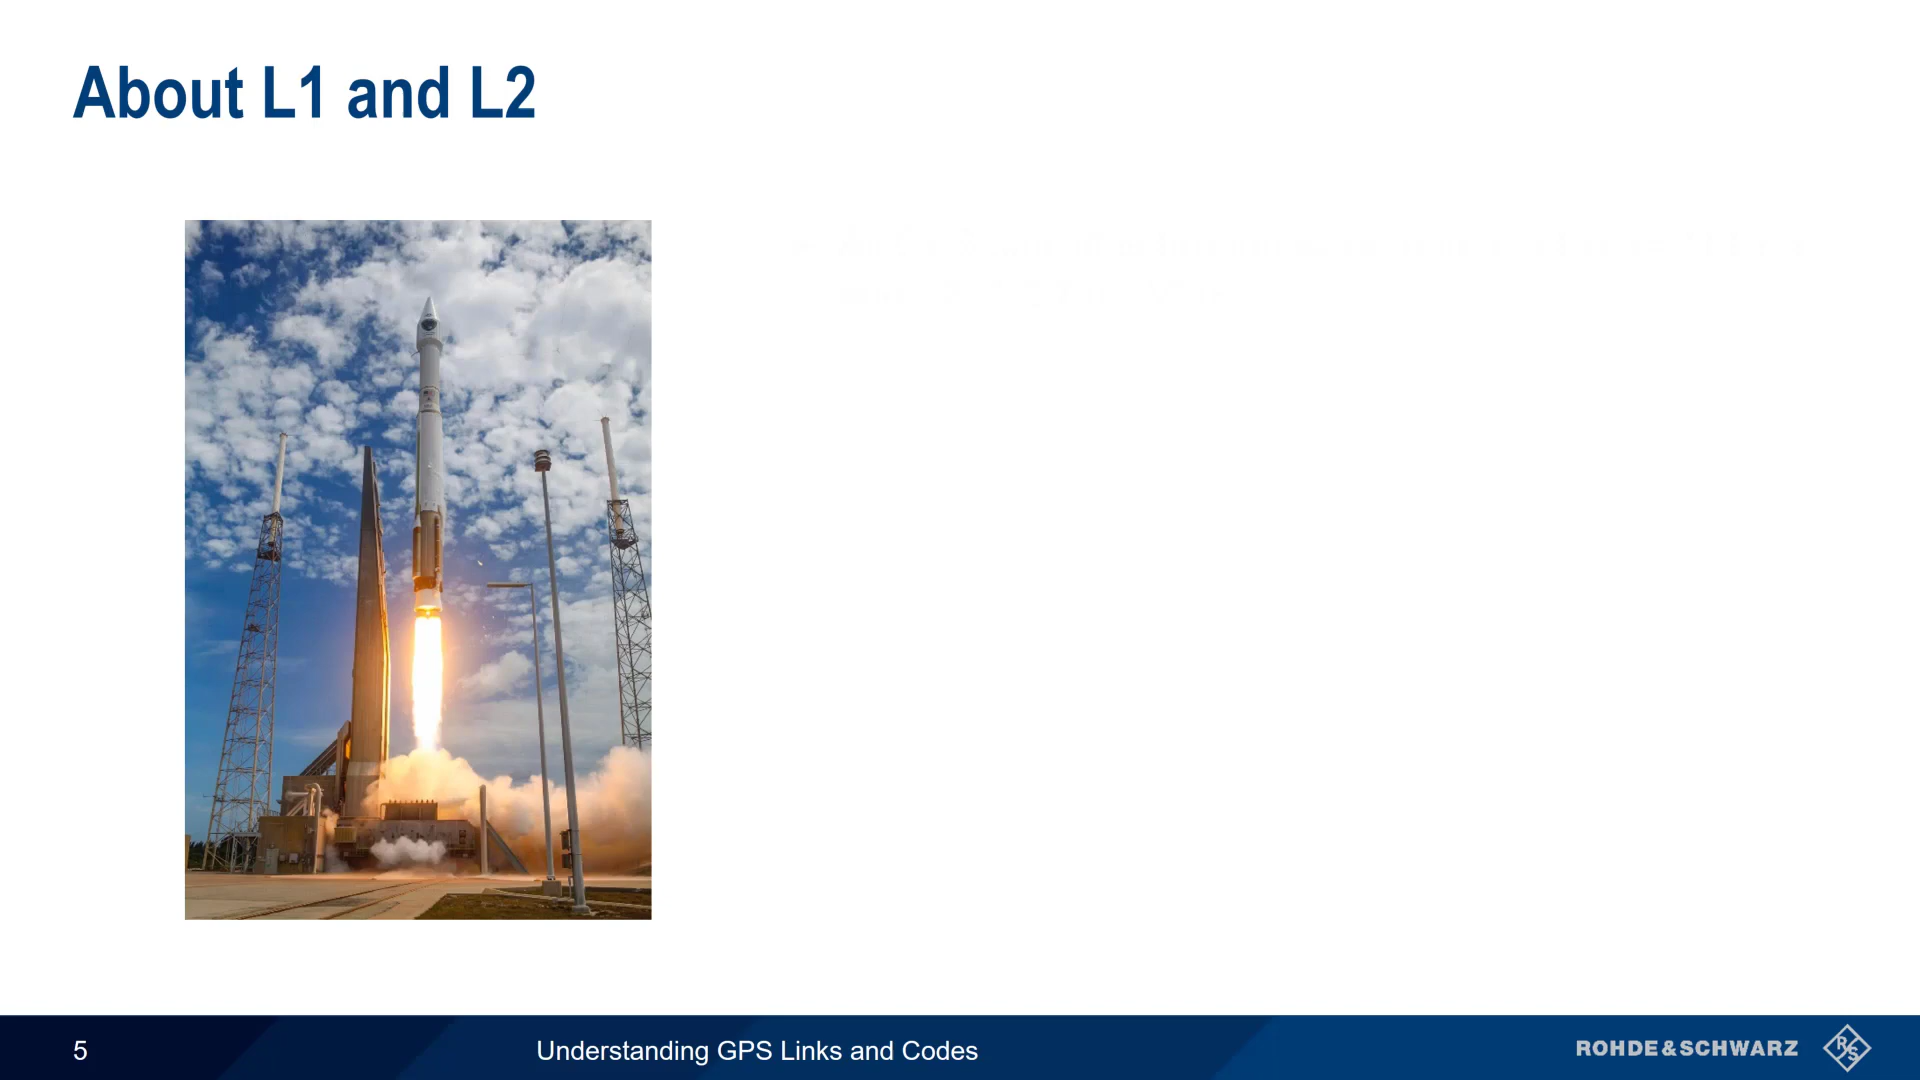 About L1 and L2
5
Understanding GPS Links and Codes
ROHDE&SCHWARZ
R
S